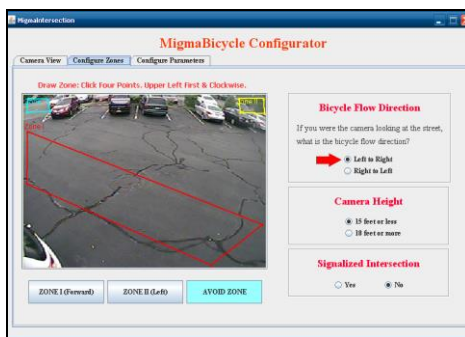 Migmaintersection
MigmaBicycle Configurator
Camera View Configure Zones Configure Parameters
Draw Zone: Click Four Points. Upper Left First & Clockwise.
Bicycle Flow Direction
If you were the camera looking at the street,
what is the bicycle flow direction?
Left to Right
Right to Left
Camera Height
15 feet or less
18 feet or more
Signalized Intersection
Yes No
ZONE I (Forward) ZONE II (Left) AVOID ZONE